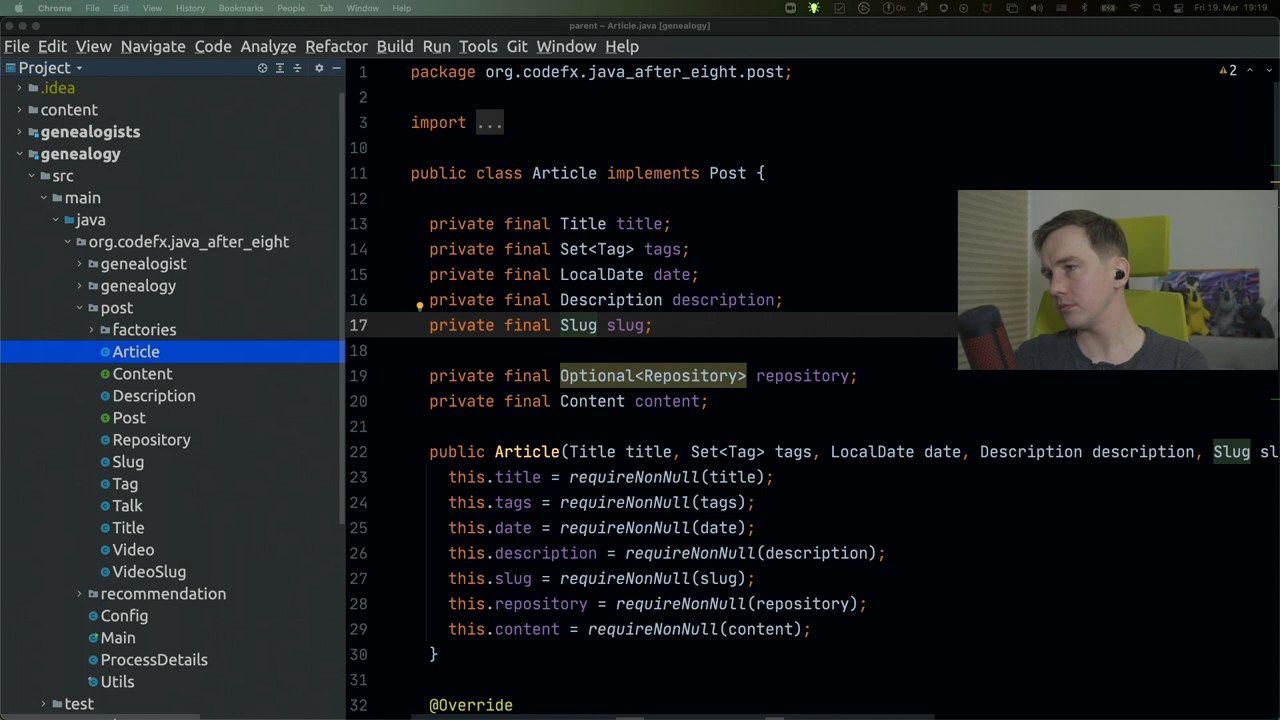 Chrome File Edit View History Bookmarks People Tab Window Help On Fri 19. Mar 19:19
parent – Article.java [genealogy]
File Edit View Navigate Code Analyze Refactor Build Run Tools Git Window Help
Project
.idea
content
genealogists
genealogy
src
main
java
org.codefx.java_after_eight
genealogist
genealogy
post
factories
Article
Content
Description
Post
Repository
Slug
Tag
Talk
Title
Video
VideoSlug
recommendation
Config
Main
ProcessDetails
Utils
test
1 package org.codefx.java_after_eight.post;
2
3 import ...
10
11 public class Article implements Post {
12
13 private final Title title;
14 private final Set<Tag> tags;
15 private final LocalDate date;
16 private final Description description;
17 private final Slug slug;
18
19 private final Optional<Repository> repository;
20 private final Content content;
21
22 public Article(Title title, Set<Tag> tags, LocalDate date, Description description, Slug sl
23 this.title = requireNonNull(title);
24 this.tags = requireNonNull(tags);
25 this.date = requireNonNull(date);
26 this.description = requireNonNull(description);
27 this.slug = requireNonNull(slug);
28 this.repository = requireNonNull(repository);
29 this.content = requireNonNull(content);
30 }
31
32 @Override
2